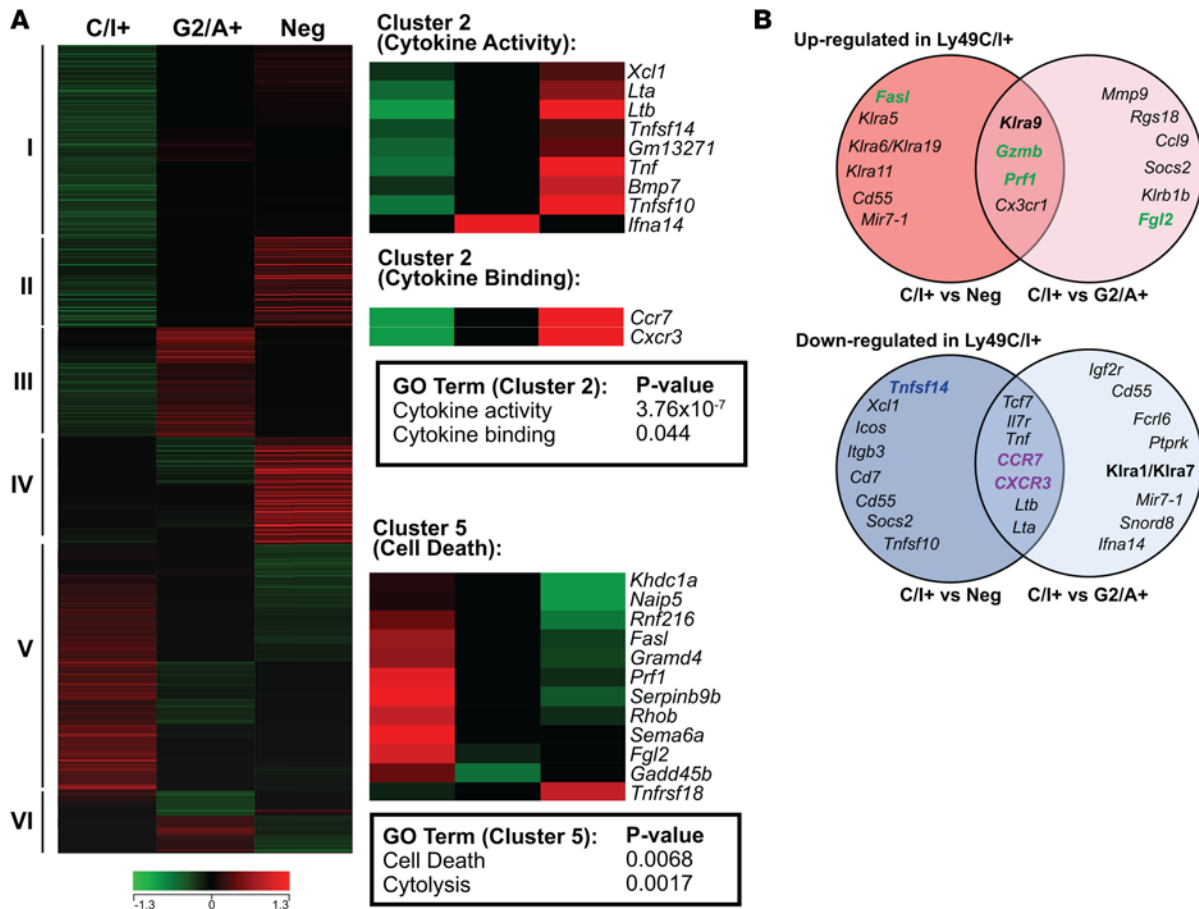 A
C/I+ G2/A+ Neg
I
II
III
IV
V
VI
-1.3 0 1.3
Cluster 2
(Cytokine Activity):
Xcl1
Lta
Ltb
Tnfsf14
Gm13271
Tnf
Bmp7
Tnfsf10
Ifna14
Cluster 2
(Cytokine Binding):
Ccr7
Cxcr3
GO Term (Cluster 2): P-value
Cytokine activity 3.76x10⁻⁷
Cytokine binding 0.044
Cluster 5
(Cell Death):
Khdc1a
Naip5
Rnf216
Fasl
Gramd4
Prf1
Serpinb9b
Rhob
Sema6a
Fgl2
Gadd45b
Tnfrsf18
GO Term (Cluster 5): P-value
Cell Death 0.0068
Cytolysis 0.0017
B
Up-regulated in Ly49C/I+
Fasl
Klra5
Klra6/Klra19
Klra11
Cd55
Mir7-1
Klra9
Gzmb
Prf1
Cx3cr1
Mmp9
Rgs18
Ccl9
Socs2
Klrb1b
Fgl2
C/I+ vs Neg C/I+ vs G2/A+
Down-regulated in Ly49C/I+
Tnfsf14
Xcl1
Icos
Itgb3
Cd7
Cd55
Socs2
Tnfsf10
Tcf7
Il7r
Tnf
CCR7
CXCR3
Ltb
Lta
Igf2r
Cd55
Fcrl6
Ptprk
Klra1/Klra7
Mir7-1
Snord8
Ifna14
C/I+ vs Neg C/I+ vs G2/A+